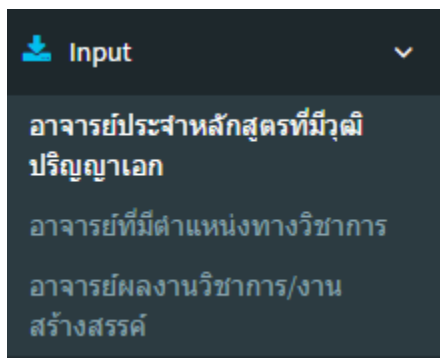 Input
อาจารย์ประจำหลักสูตรที่มีวุฒิ
ปริญญาเอก
อาจารย์ที่มีตำแหน่งทางวิชาการ
อาจารย์ผลงานวิชาการ/งาน
สร้างสรรค์